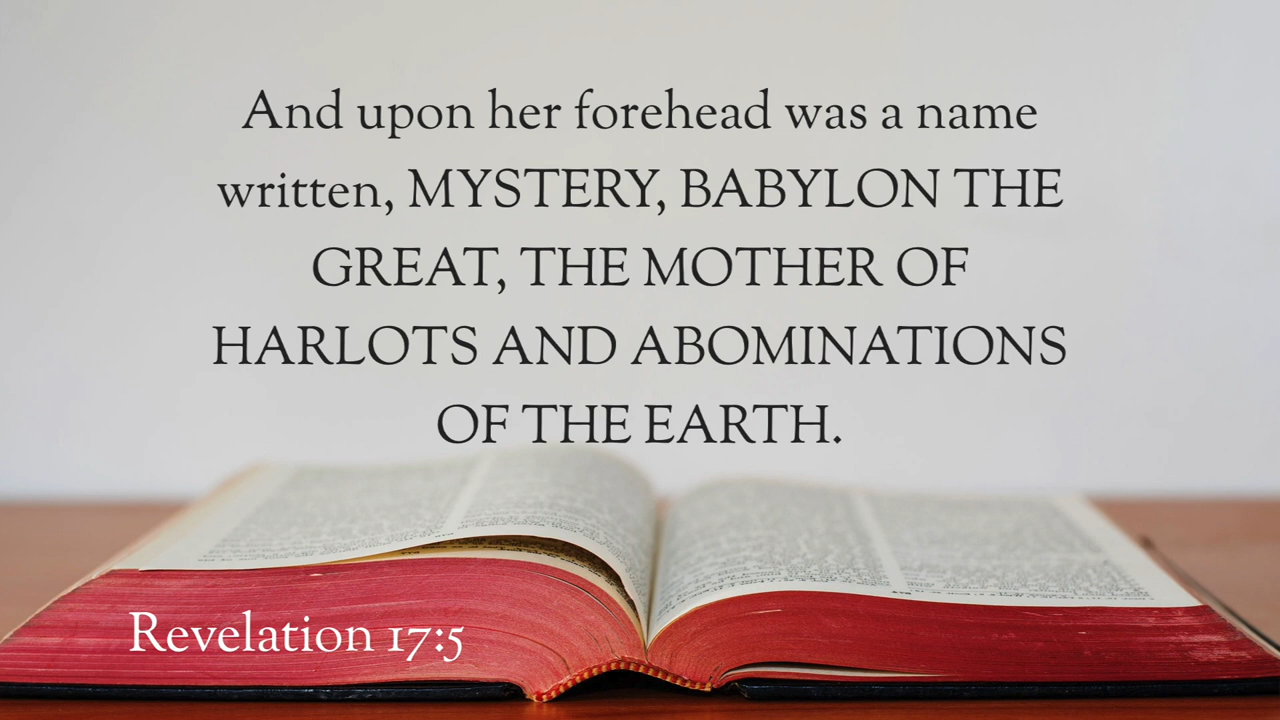 And upon her forehead was a name
written, MYSTERY, BABYLON THE
GREAT, THE MOTHER OF
HARLOTS AND ABOMINATIONS
OF THE EARTH.
Revelation 17:5